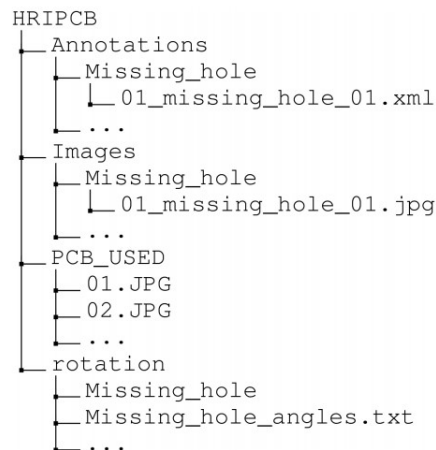 HRIPCB
Annotations
Missing_hole
01_missing_hole_01.xml
...
Images
Missing_hole
01_missing_hole_01.jpg
...
PCB_USED
01.JPG
02.JPG
...
rotation
Missing_hole
Missing_hole_angles.txt
...